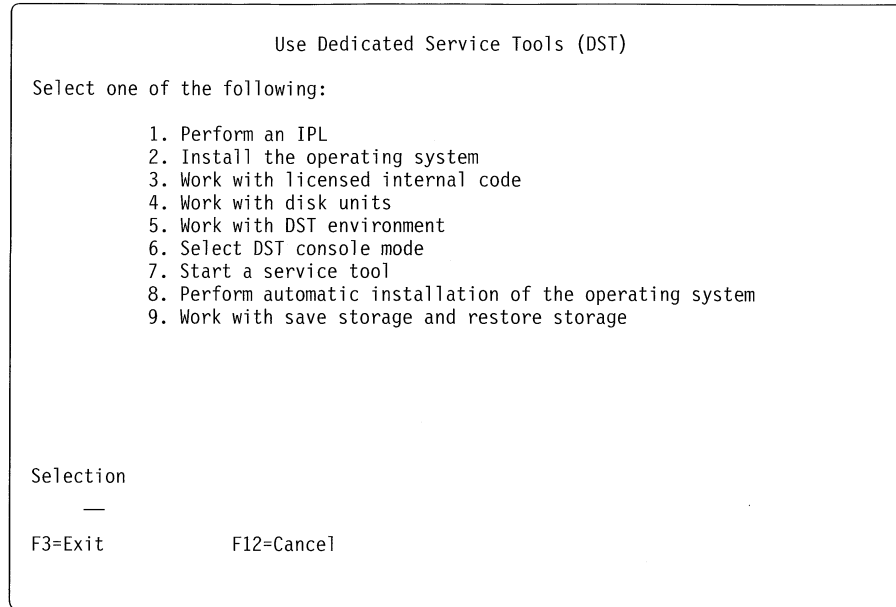 Use Dedicated Service Tools (DST)
Select one of the following:
1. Perform an IPL
2. Install the operating system
3. Work with licensed internal code
4. Work with disk units
5. Work with DST environment
6. Select DST console mode
7. Start a service tool
8. Perform automatic installation of the operating system
9. Work with save storage and restore storage
Selection
F3=Exit F12=Cancel